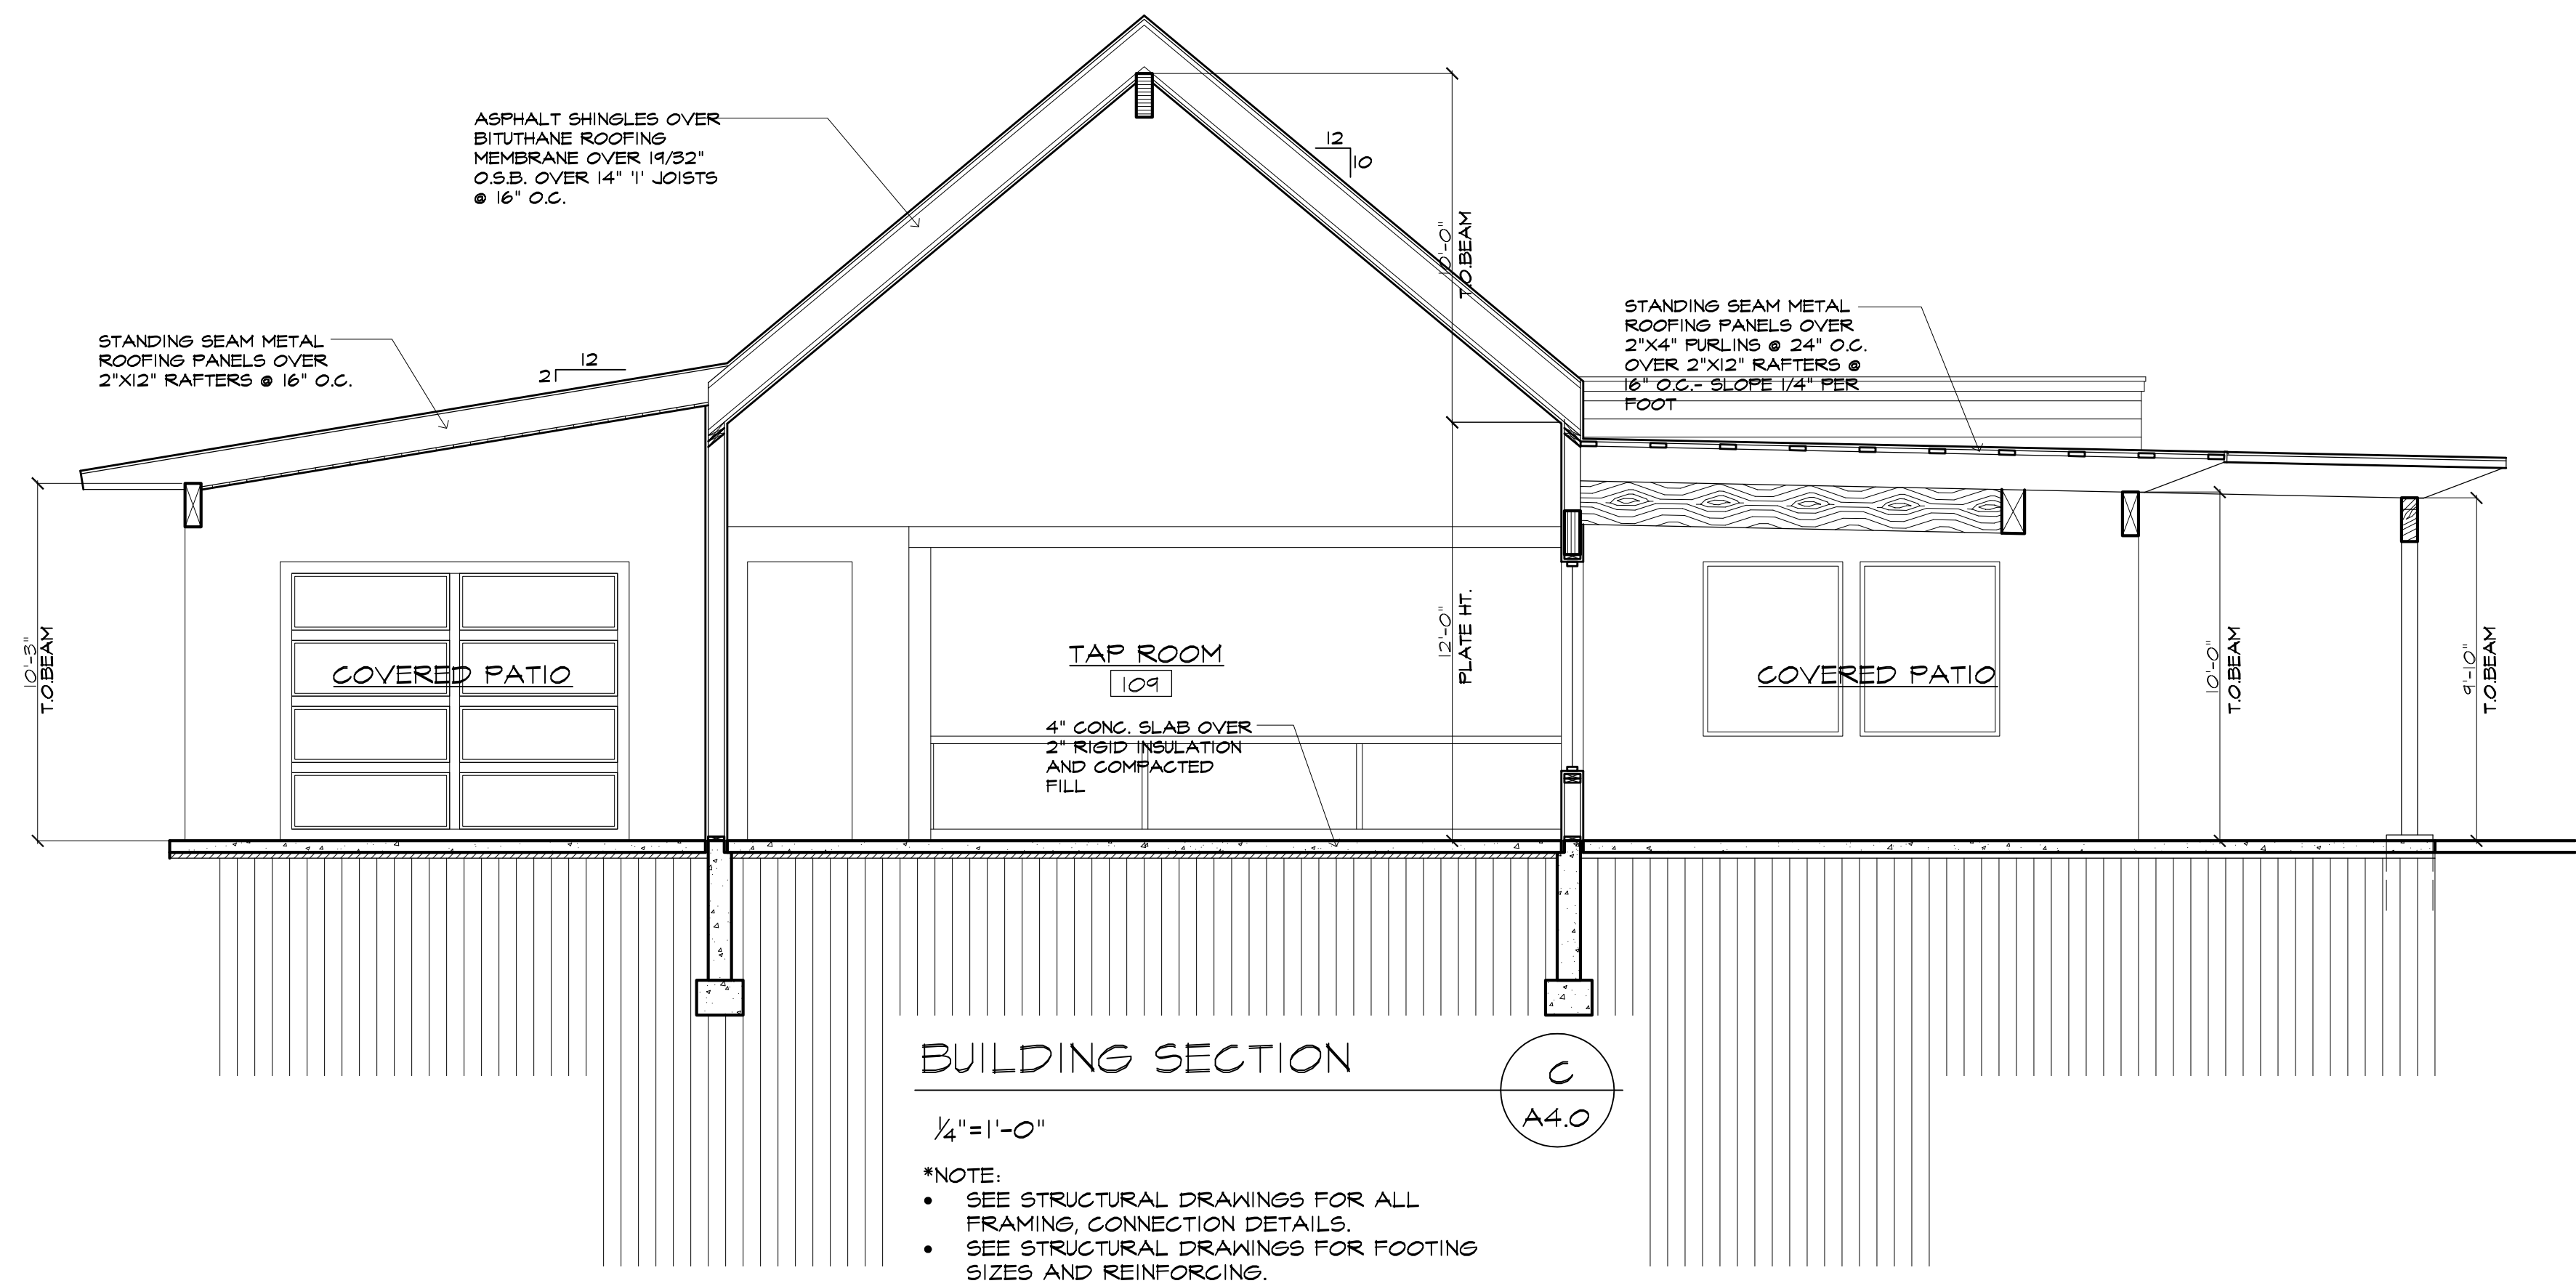 ASPHALT SHINGLES OVER
BITUTHANE ROOFING
MEMBRANE OVER 19/32"
O.S.B. OVER 14" 'I' JOISTS
@ 16" O.C.
12
10
10'-0"
T.O.BEAM
STANDING SEAM METAL
ROOFING PANELS OVER
2"X4" PURLINS @ 24" O.C.
OVER 2"X12" RAFTERS @
16" O.C.- SLOPE 1/4" PER
FOOT
STANDING SEAM METAL
ROOFING PANELS OVER
2"X12" RAFTERS @ 16" O.C.
12
2
10'-3"
T.O.BEAM
COVERED PATIO
TAP ROOM
109
12'-0"
PLATE HT.
COVERED PATIO
10'-0"
T.O.BEAM
9'-10"
T.O.BEAM
4" CONC. SLAB OVER
2" RIGID INSULATION
AND COMPACTED
FILL
BUILDING SECTION
C
A4.0
1/4"=1'-0"
*NOTE:
• SEE STRUCTURAL DRAWINGS FOR ALL
FRAMING, CONNECTION DETAILS.
• SEE STRUCTURAL DRAWINGS FOR FOOTING
SIZES AND REINFORCING.